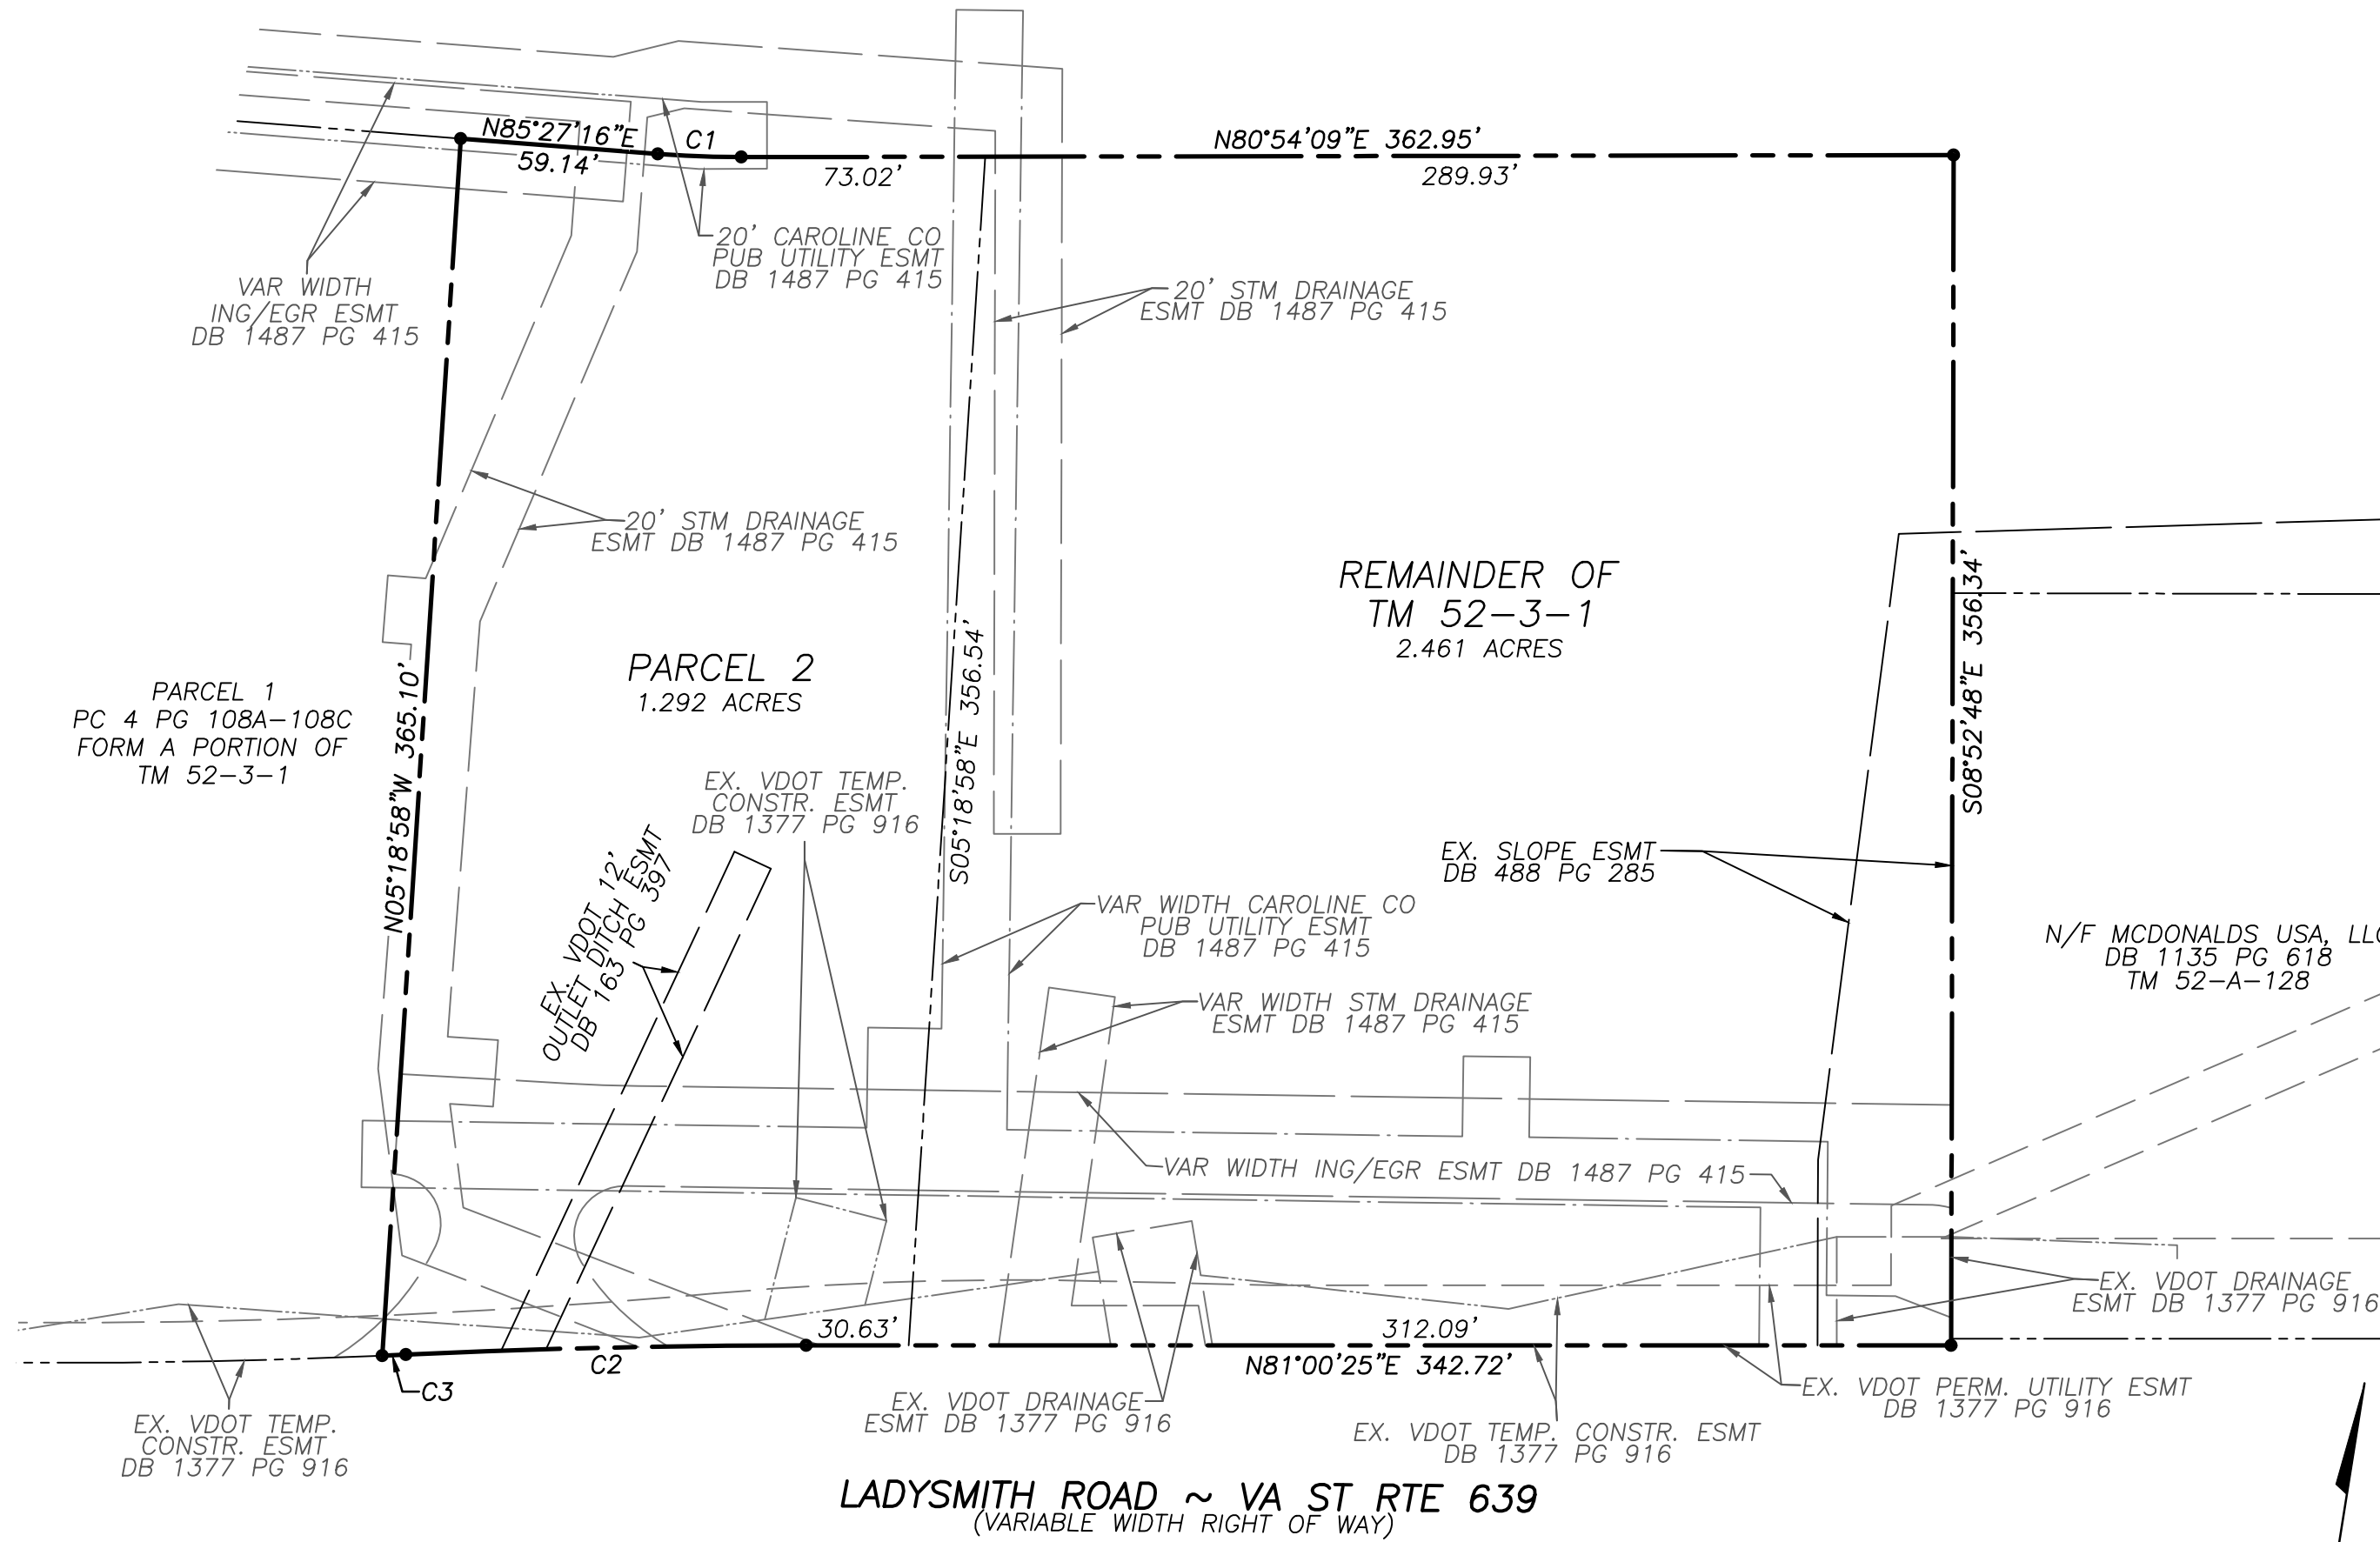 N85°27'16"E
59.14'
C1
73.02'
N80°54'09"E 362.95'
289.93'
VAR WIDTH
ING/EGR ESMT
DB 1487 PG 415
20' CAROLINE CO
PUB UTILITY ESMT
DB 1487 PG 415
20' STM DRAINAGE
ESMT DB 1487 PG 415
20' STM DRAINAGE
ESMT DB 1487 PG 415
REMAINDER OF
TM 52-3-1
2.461 ACRES
S08°52'48"E 356.34'
PARCEL 2
1.292 ACRES
S05°18'58"E 356.54'
PARCEL 1
PC 4 PG 108A-108C
FORM A PORTION OF
TM 52-3-1
N05°18'58"W 365.10'
EX. VDOT TEMP.
CONSTR. ESMT
DB 1377 PG 916
EX. VDOT 12'
OUTLET DITCH ESMT
DB 163 PG 397
EX. SLOPE ESMT
DB 488 PG 285
VAR WIDTH CAROLINE CO
PUB UTILITY ESMT
DB 1487 PG 415
N/F MCDONALDS USA, LLC
DB 1135 PG 618
TM 52-A-128
VAR WIDTH STM DRAINAGE
ESMT DB 1487 PG 415
VAR WIDTH ING/EGR ESMT DB 1487 PG 415
EX. VDOT DRAINAGE
ESMT DB 1377 PG 916
30.63'
312.09'
C2
N81°00'25"E 342.72'
C3
EX. VDOT DRAINAGE
ESMT DB 1377 PG 916
EX. VDOT PERM. UTILITY ESMT
DB 1377 PG 916
EX. VDOT TEMP.
CONSTR. ESMT
DB 1377 PG 916
EX. VDOT TEMP. CONSTR. ESMT
DB 1377 PG 916
LADYSMITH ROAD ~ VA ST RTE 639
(VARIABLE WIDTH RIGHT OF WAY)